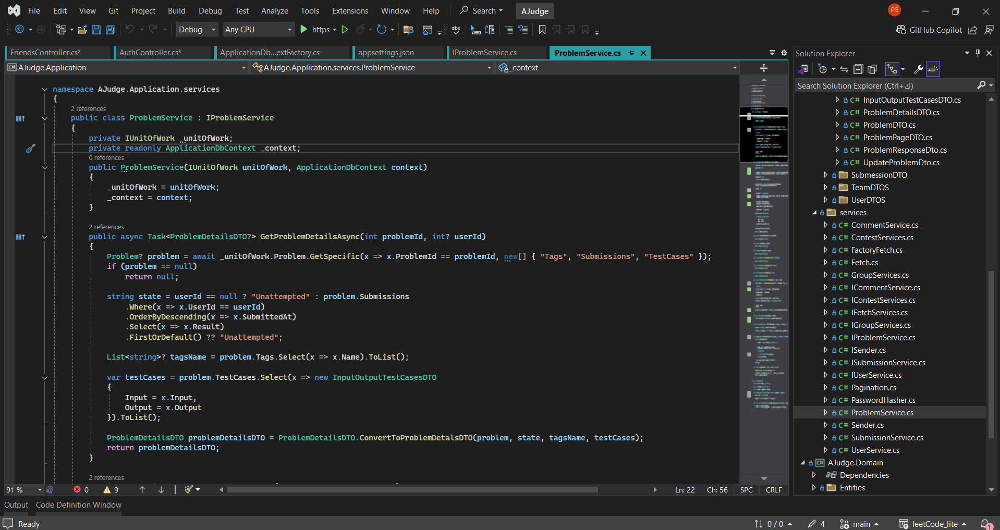 File Edit View Git Project Build Debug Test Analyze Tools Extensions Window Help Search AJudge PE
Debug Any CPU https GitHub Copilot
FriendsController.cs* AuthController.cs* ApplicationDb...extFactory.cs appsettings.json IProblemService.cs ProblemService.cs
AJudge.Application AJudge.Application.services.ProblemService _context
namespace AJudge.Application.services
{
2 references
public class ProblemService : IProblemService
{
private IUnitOfWork _unitOfWork;
private readonly ApplicationDbContext _context;
0 references
public ProblemService(IUnitOfWork unitOfWork, ApplicationDbContext context)
{
_unitOfWork = unitOfWork;
_context = context;
}
2 references
public async Task<ProblemDetailsDTO?> GetProblemDetailsAsync(int problemId, int? userId)
{
Problem? problem = await _unitOfWork.Problem.GetSpecific(x => x.ProblemId == problemId, new[] { "Tags", "Submissions", "TestCases" });
if (problem == null)
return null;
string state = userId == null ? "Unattempted" : problem.Submissions
.Where(x => x.UserId == userId)
.OrderByDescending(x => x.SubmittedAt)
.Select(x => x.Result)
.FirstOrDefault() ?? "Unattempted";
List<string>? tagsName = problem.Tags.Select(x => x.Name).ToList();
var testCases = problem.TestCases.Select(x => new InputOutputTestCasesDTO
{
Input = x.Input,
Output = x.Output
}).ToList();
ProblemDetailsDTO problemDetailsDTO = ProblemDetailsDTO.ConvertToProblemDetalsDTO(problem, state, tagsName, testCases);
return problemDetailsDTO;
}
2 references
91 % 0 9 Ln: 22 Ch: 56 SPC CRLF
Solution Explorer
Search Solution Explorer (Ctrl+ك)
C# InputOutputTestCasesDTO.cs
C# ProblemDetailsDTO.cs
C# ProblemDTO.cs
C# ProblemPageDTO.cs
C# ProblemResponseDto.cs
C# UpdateProblemDto.cs
SubmessionDTO
TeamDTOS
UserDTOS
services
C# CommentService.cs
C# ContestServices.cs
C# FactoryFetch.cs
C# Fetch.cs
C# GroupServices.cs
C# ICommentService.cs
C# IContestServices.cs
C# IFetchServices.cs
C# IGroupServices.cs
C# IProblemService.cs
C# ISender.cs
C# ISubmissionService.cs
C# IUserService.cs
C# Pagination.cs
C# PasswordHasher.cs
C# ProblemService.cs
C# Sender.cs
C# SubmissionService.cs
C# UserService.cs
C# AJudge.Domain
Dependencies
Entities
Output Code Definition Window
Ready 0 / 0 4 main leetCode_lite 1